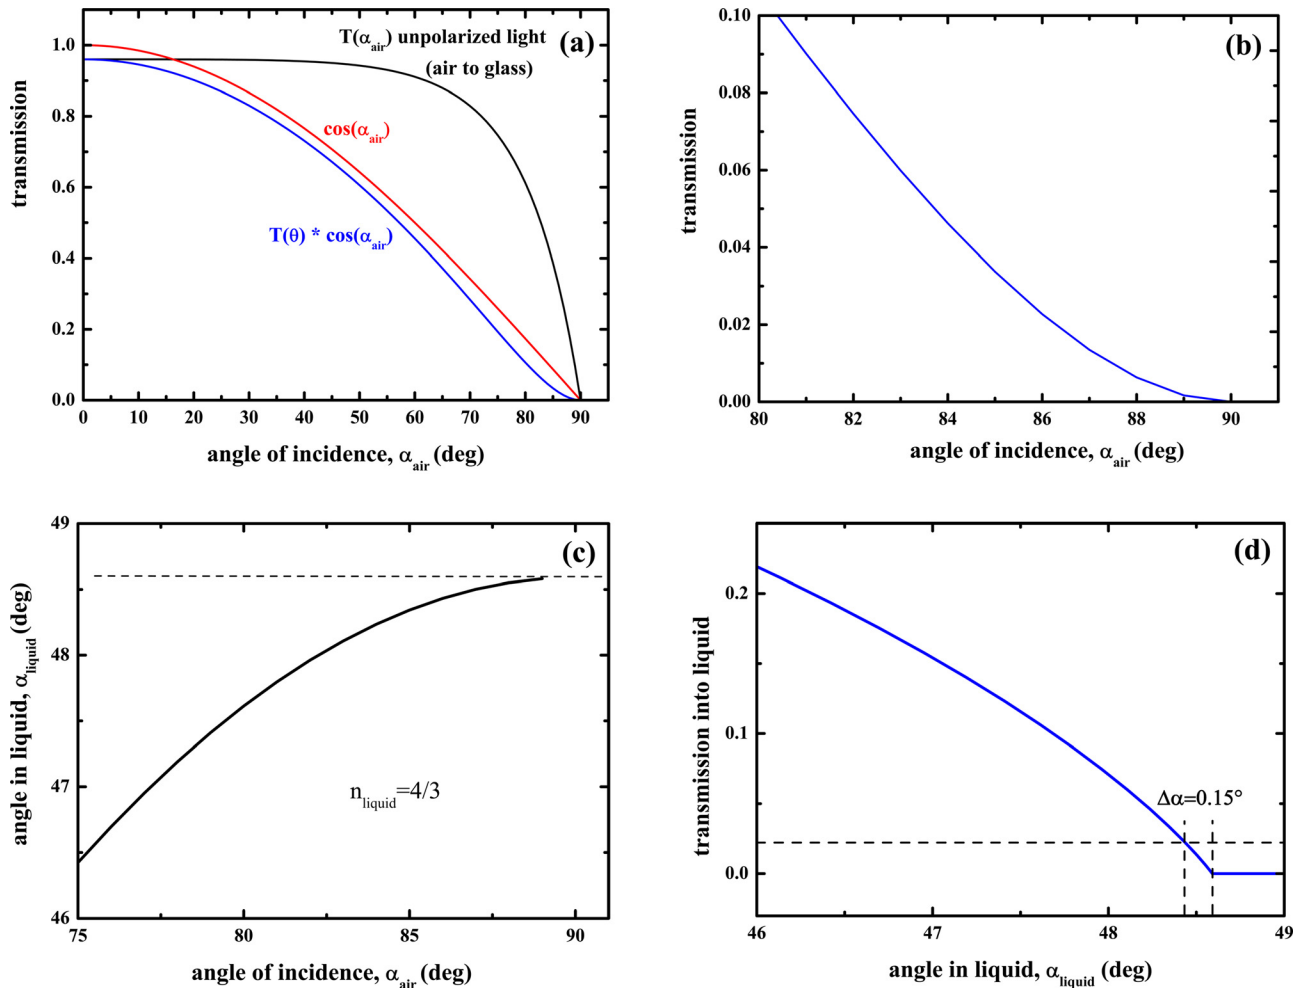 T(α_air) unpolarized light
(air to glass)
(a)
cos(α_air)
T(θ) * cos(α_air)
transmission
1.0
0.8
0.6
0.4
0.2
0.0
0 10 20 30 40 50 60 70 80 90
angle of incidence, α_air (deg)
(b)
transmission
0.10
0.08
0.06
0.04
0.02
0.00
80 82 84 86 88 90
angle of incidence, α_air (deg)
(c)
angle in liquid, α_liquid (deg)
49
48
47
46
n_liquid=4/3
75 80 85 90
angle of incidence, α_air (deg)
(d)
transmission into liquid
0.2
0.1
0.0
Δα=0.15°
46 47 48 49
angle in liquid, α_liquid (deg)